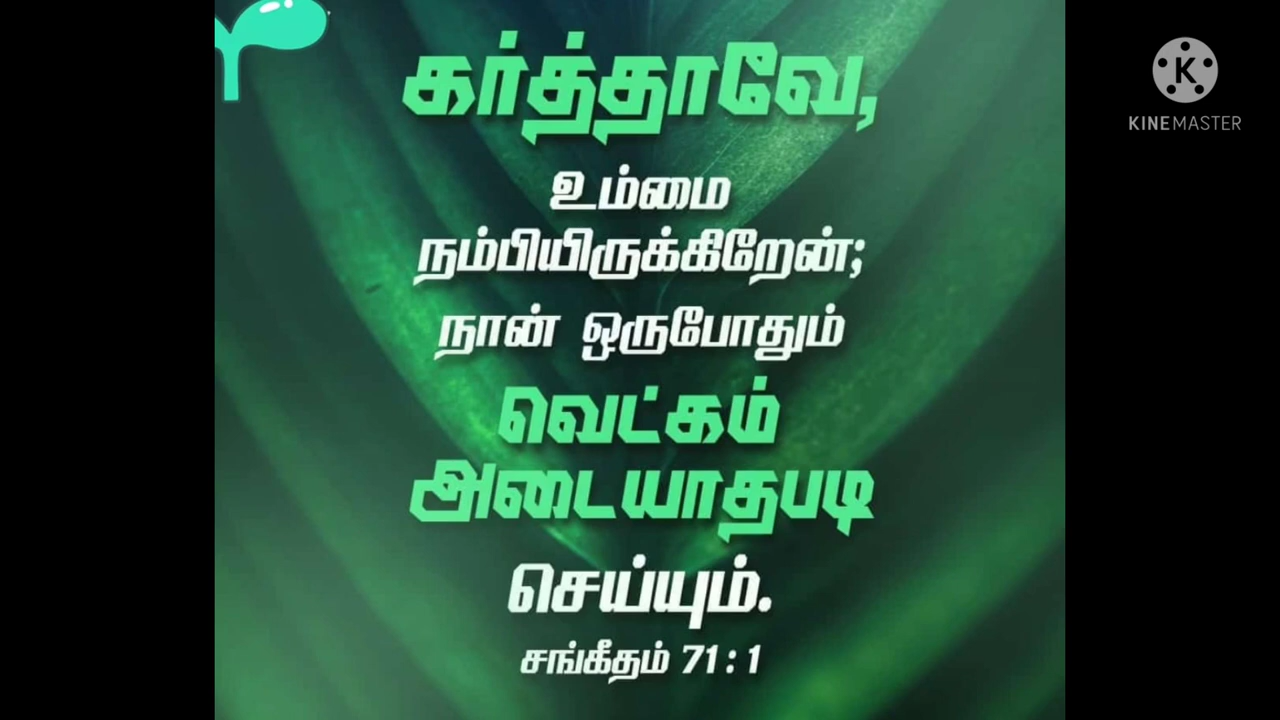 கர்த்தாவே,
உம்மை
நம்பியிருக்கிறேன்;
நான் ஒருபோதும்
வெட்கம்
அடையாதபடி
செய்யும்.
சங்கீதம் 71 : 1
K
KINEMASTER